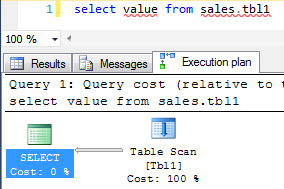 1 select value from sales.tbl1
100 %
Results Messages Execution plan
Query 1: Query cost (relative to t
select value from sales.tbl1
SELECT
Cost: 0 %
Table Scan
[Tbl1]
Cost: 100 %